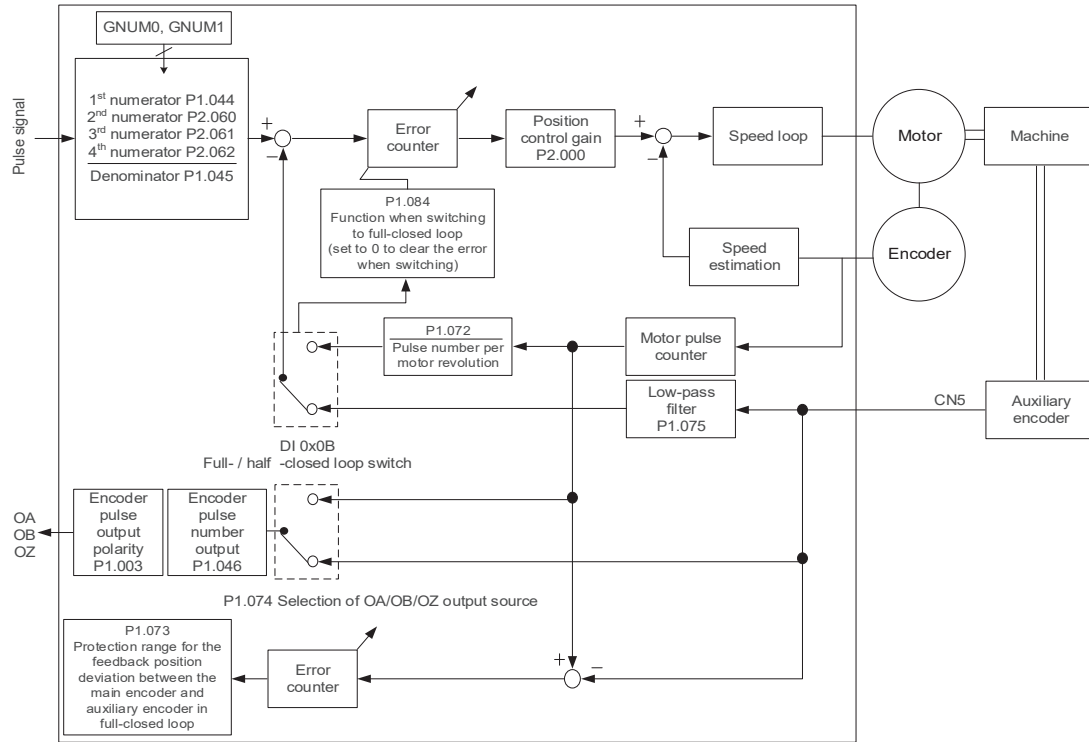 GNUM0, GNUM1
Pulse signal
1st numerator P1.044
2nd numerator P2.060
3rd numerator P2.061
4th numerator P2.062
Denominator P1.045
+
−
Error
counter
Position
control gain
P2.000
+
−
Speed loop
Motor
Machine
P1.084
Function when switching
to full-closed loop
(set to 0 to clear the error
when switching)
Speed
estimation
Encoder
P1.072
Pulse number per
motor revolution
Motor pulse
counter
Low-pass
filter
P1.075
CN5
Auxiliary
encoder
DI 0x0B
Full- / half -closed loop switch
OA
OB
OZ
Encoder
pulse
output
polarity
P1.003
Encoder
pulse
number
output
P1.046
P1.074 Selection of OA/OB/OZ output source
P1.073
Protection range for the
feedback position
deviation between the
main encoder and
auxiliary encoder in
full-closed loop
Error
counter
+
−